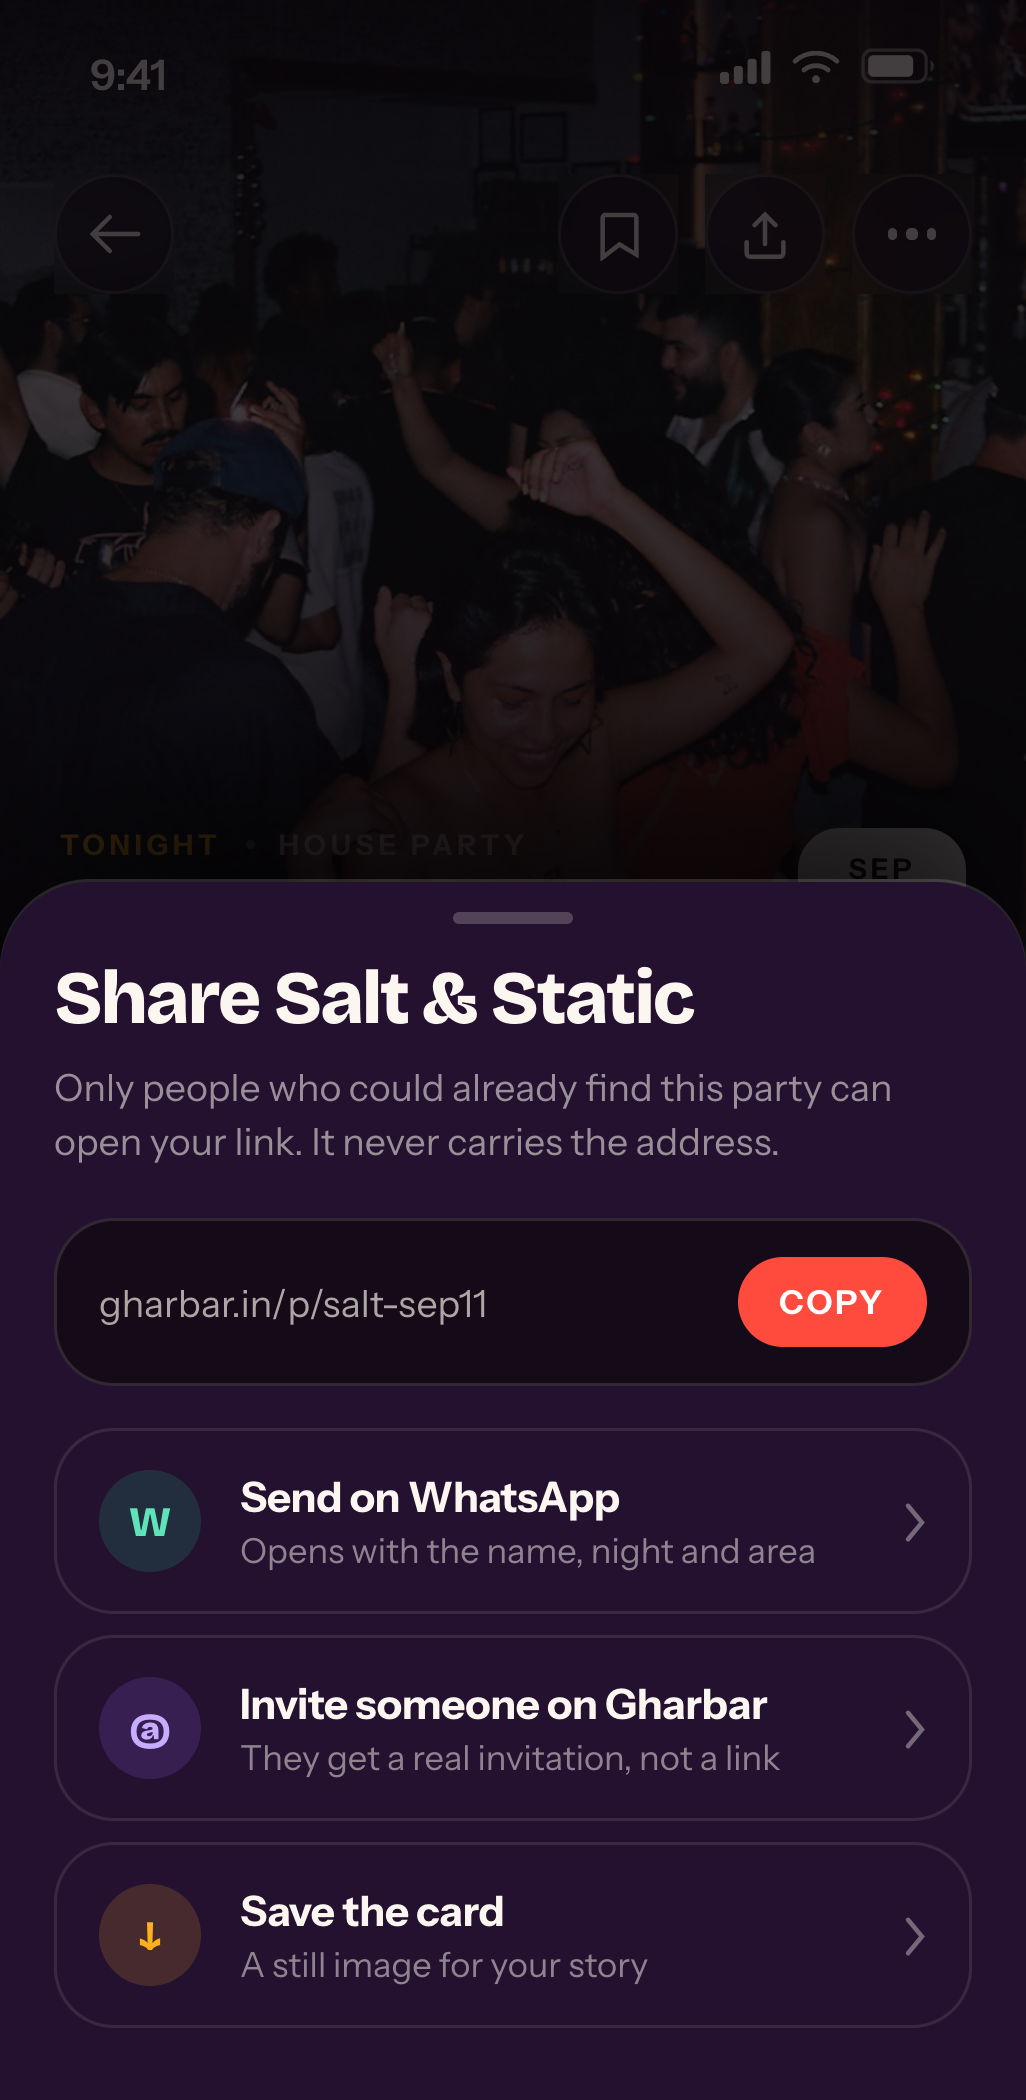 9:41
TONIGHT • HOUSE PARTY
SEP
Share Salt & Static
Only people who could already find this party can
open your link. It never carries the address.
gharbar.in/p/salt-sep11
COPY
W
Send on WhatsApp
Opens with the name, night and area
@
Invite someone on Gharbar
They get a real invitation, not a link
Save the card
A still image for your story